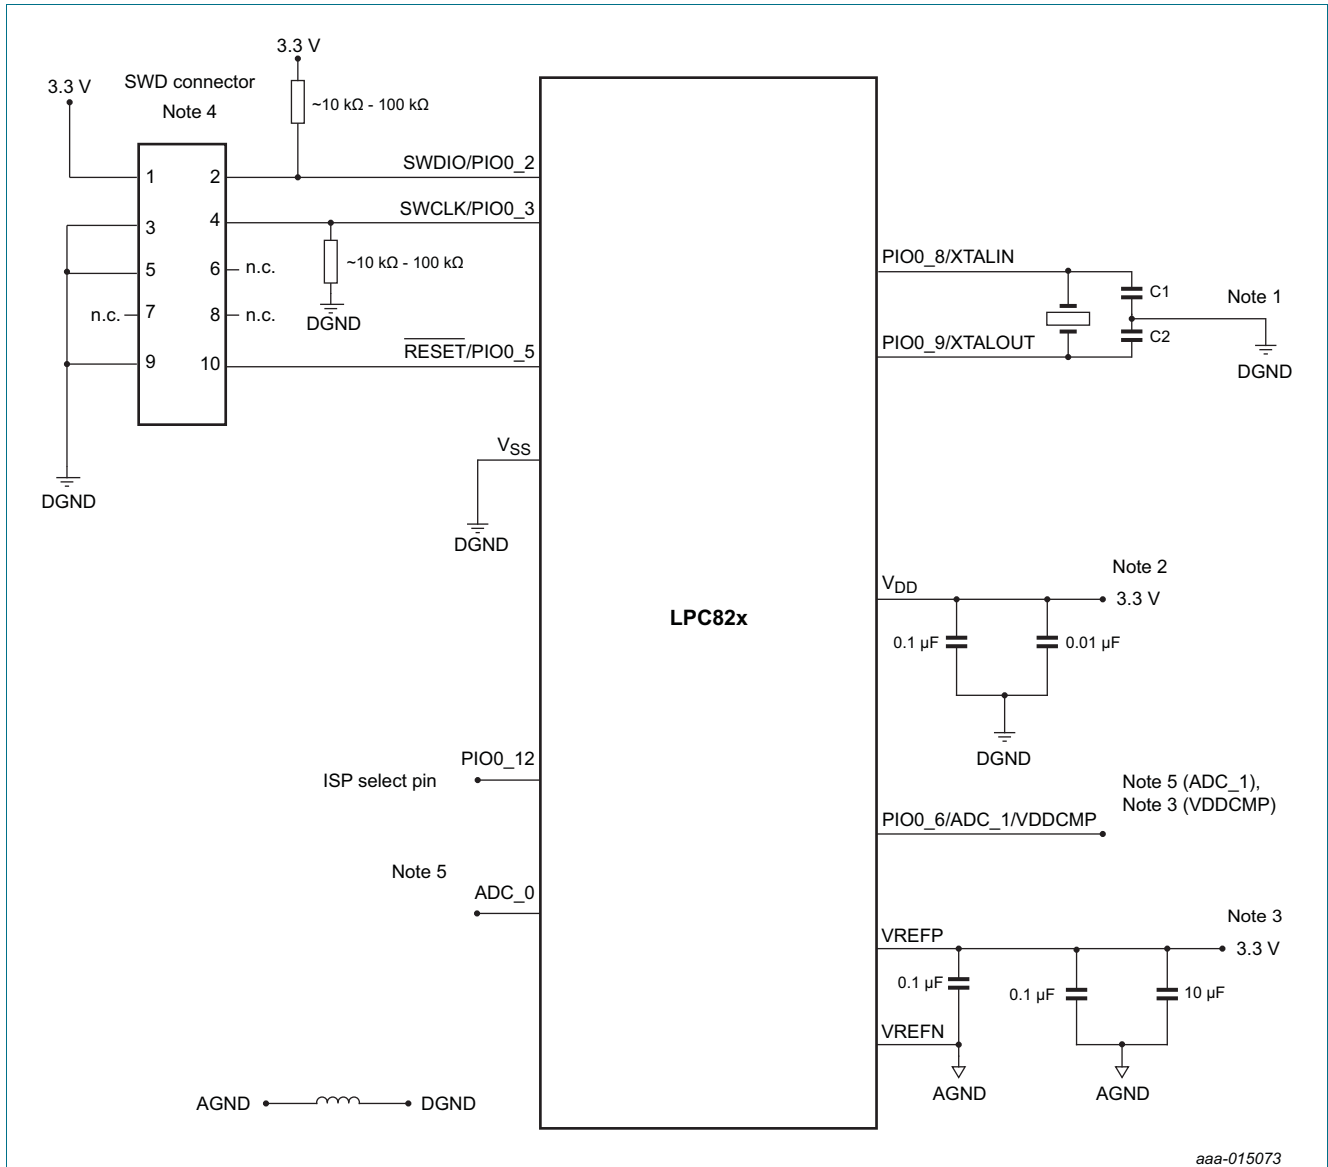 3.3 V
3.3 V
SWD connector
Note 4
~10 kΩ - 100 kΩ
1
2
SWDIO/PIO0_2
3
4
SWCLK/PIO0_3
5
6
n.c.
~10 kΩ - 100 kΩ
n.c.
7
8
n.c.
DGND
9
10
RESET/PIO0_5
DGND
VSS
DGND
PIO0_8/XTALIN
C1
Note 1
PIO0_9/XTALOUT
C2
DGND
LPC82x
VDD
Note 2
3.3 V
0.1 µF
0.01 µF
DGND
PIO0_12
ISP select pin
Note 5 (ADC_1),
Note 3 (VDDCMP)
PIO0_6/ADC_1/VDDCMP
Note 5
ADC_0
Note 3
VREFP
3.3 V
0.1 µF
0.1 µF
10 µF
VREFN
AGND
AGND
AGND
DGND
aaa-015073